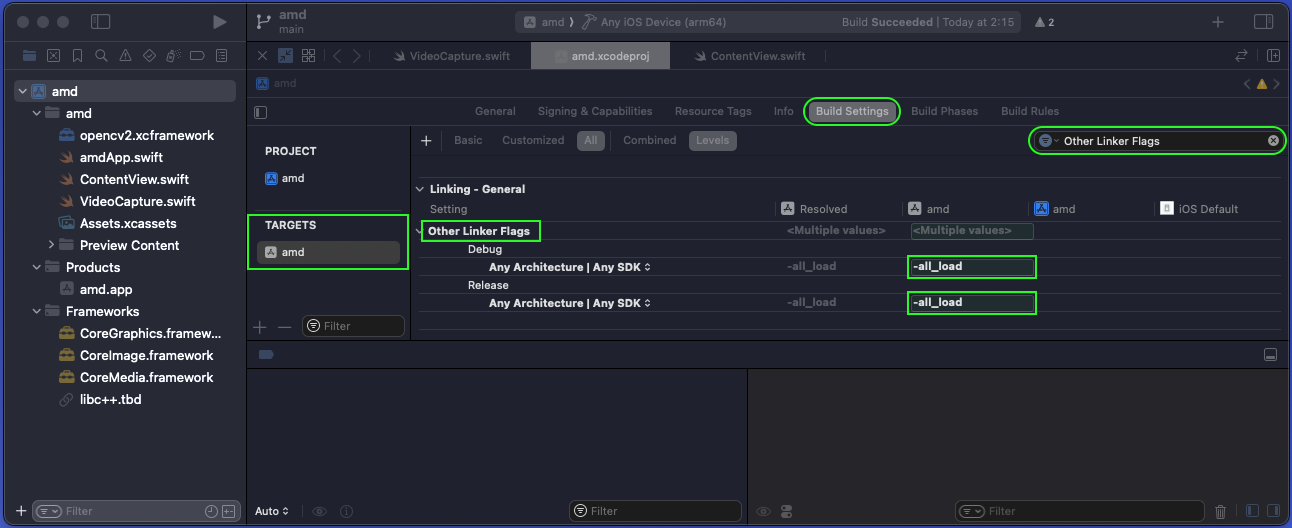 amd
main
amd ⟩ Any iOS Device (arm64)
Build Succeeded | Today at 2:15
2
VideoCapture.swift
amd.xcodeproj
ContentView.swift
amd
General
Signing & Capabilities
Resource Tags
Info
Build Settings
Build Phases
Build Rules
amd
amd
opencv2.xcframework
amdApp.swift
ContentView.swift
VideoCapture.swift
Assets.xcassets
Preview Content
Products
amd.app
Frameworks
CoreGraphics.framew...
CoreImage.framework
CoreMedia.framework
libc++.tbd
Filter
PROJECT
amd
TARGETS
amd
Filter
Basic
Customized
All
Combined
Levels
Other Linker Flags
Linking - General
Setting
Resolved
amd
amd
iOS Default
Other Linker Flags
<Multiple values>
<Multiple values>
Debug
Any Architecture | Any SDK
-all_load
-all_load
Release
Any Architecture | Any SDK
-all_load
-all_load
Auto
Filter
Filter